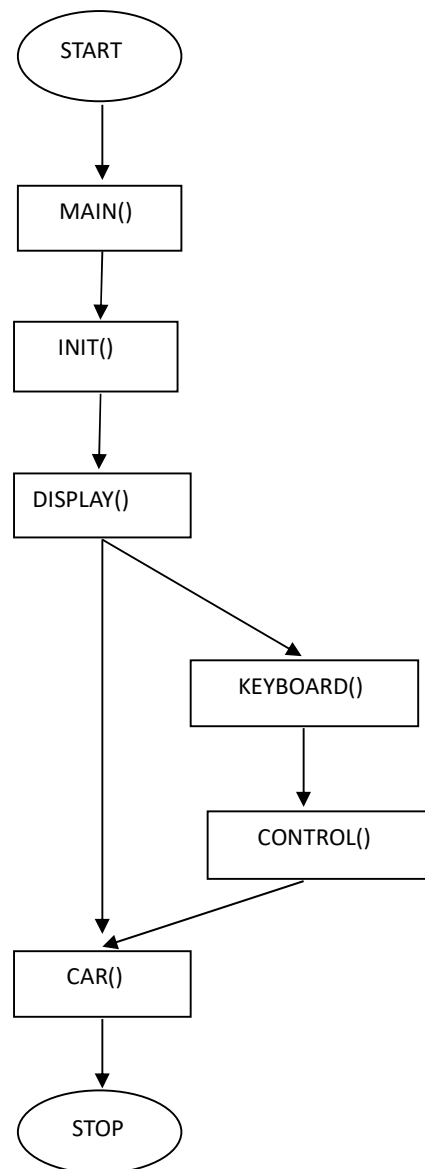 START
MAIN()
INIT()
DISPLAY()
KEYBOARD()
CONTROL()
CAR()
STOP